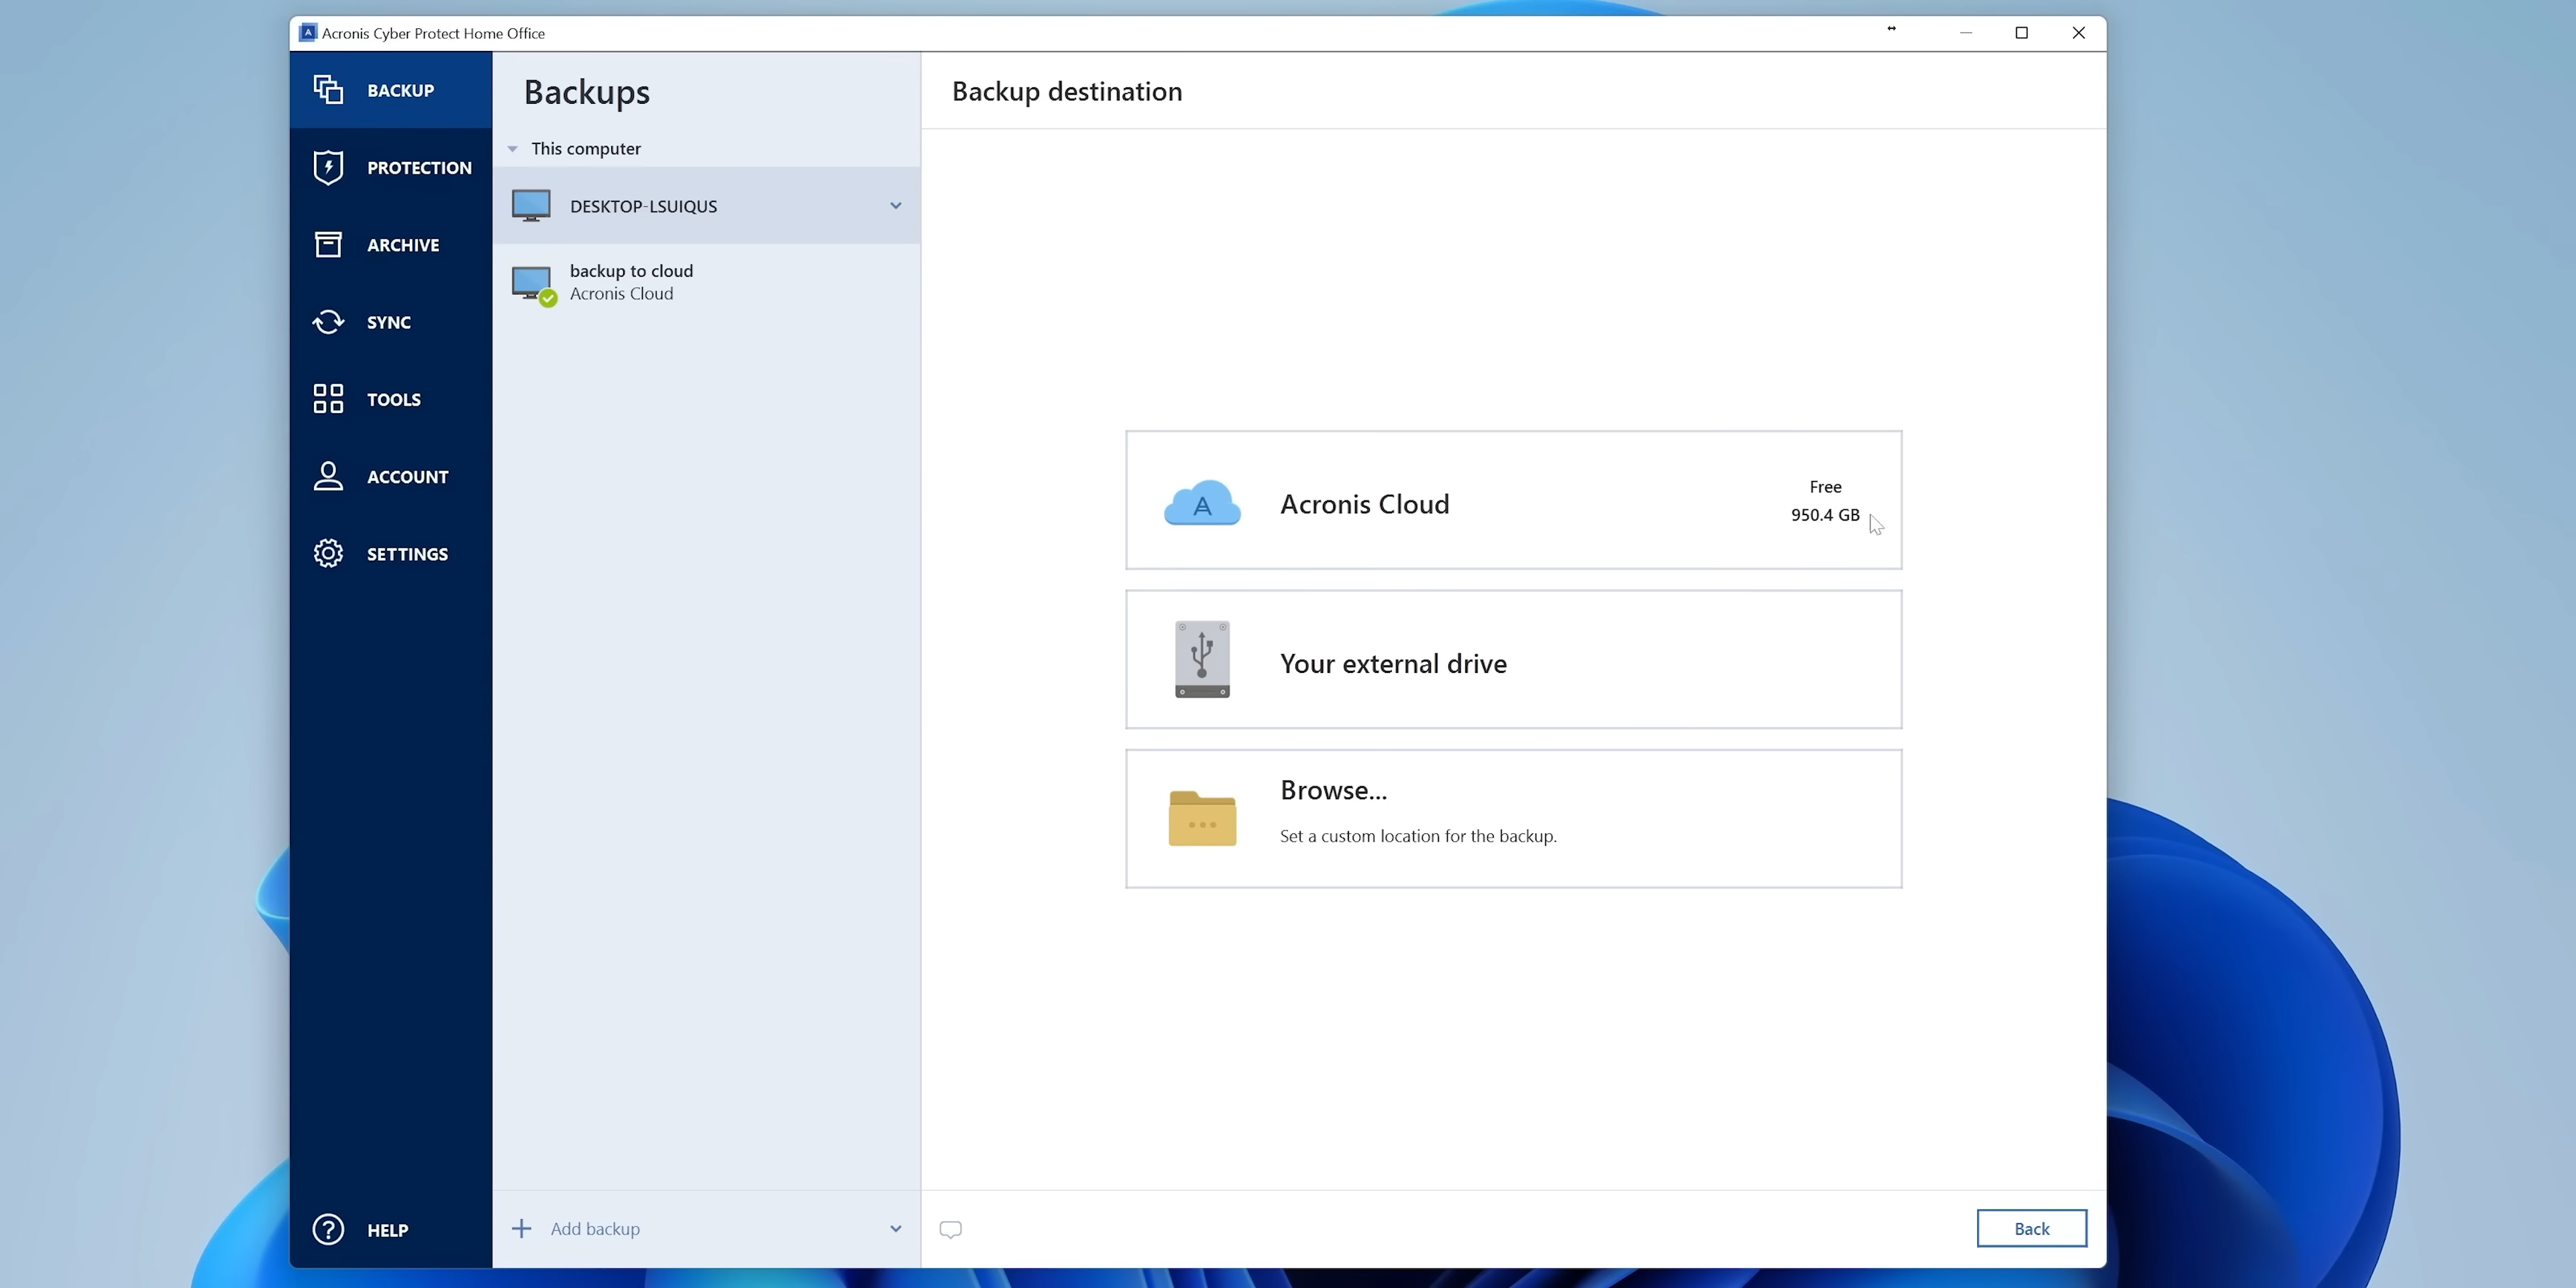 Acronis Cyber Protect Home Office
BACKUP
PROTECTION
ARCHIVE
SYNC
TOOLS
ACCOUNT
SETTINGS
HELP
Backups
This computer
DESKTOP-LSUIQUS
backup to cloud
Acronis Cloud
Add backup
Backup destination
Acronis Cloud
Free
950.4 GB
Your external drive
Browse...
Set a custom location for the backup.
Back